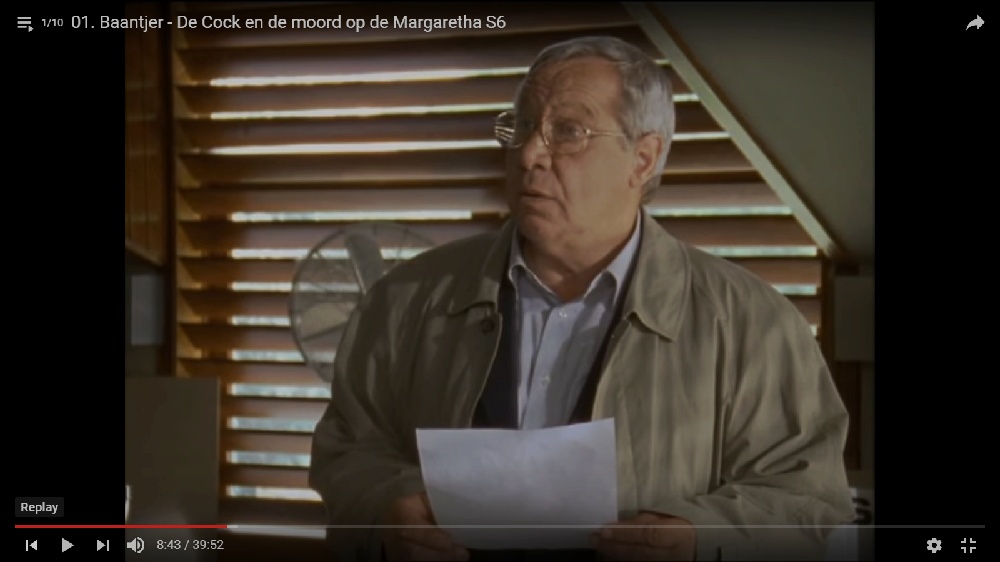 1/10 01. Baantjer - De Cock en de moord op de Margaretha S6
Replay
8:43 / 39:52